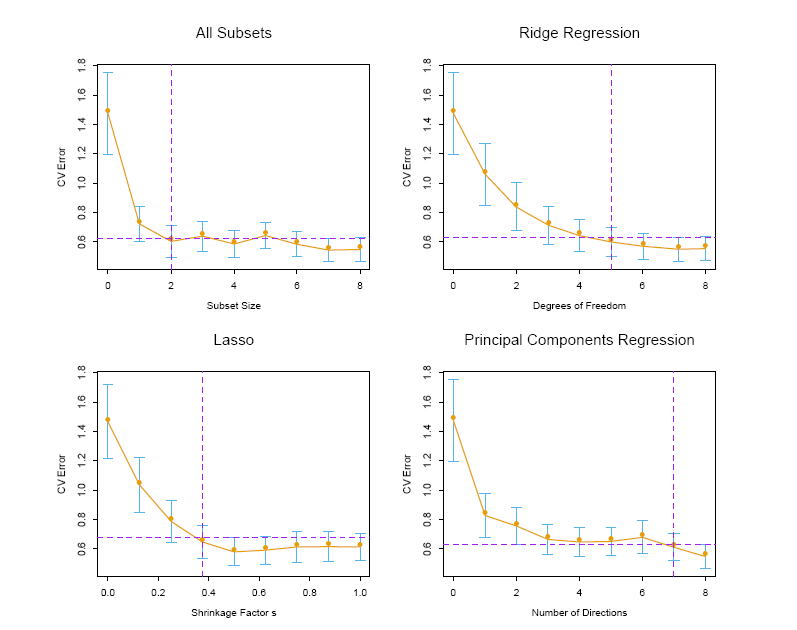 All Subsets
CV Error
0.6 0.8 1.0 1.2 1.4 1.6 1.8
0 2 4 6 8
Subset Size
Ridge Regression
CV Error
0.6 0.8 1.0 1.2 1.4 1.6 1.8
0 2 4 6 8
Degrees of Freedom
Lasso
CV Error
0.6 0.8 1.0 1.2 1.4 1.6 1.8
0.0 0.2 0.4 0.6 0.8 1.0
Shrinkage Factor s
Principal Components Regression
CV Error
0.6 0.8 1.0 1.2 1.4 1.6 1.8
0 2 4 6 8
Number of Directions